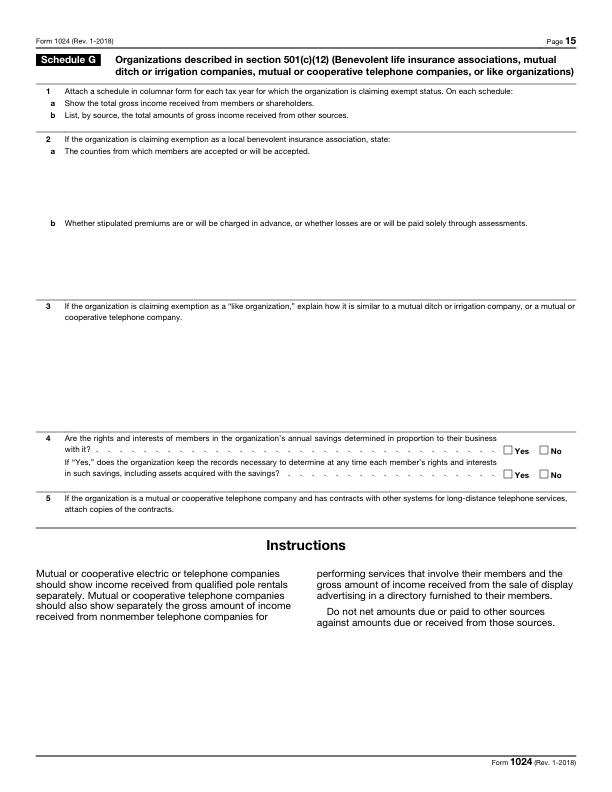 Form 1024 (Rev. 1-2018)
Page 15
Schedule G
Organizations described in section 501(c)(12) (Benevolent life insurance associations, mutual
ditch or irrigation companies, mutual or cooperative telephone companies, or like organizations)
1 Attach a schedule in columnar form for each tax year for which the organization is claiming exempt status. On each schedule:
a Show the total gross income received from members or shareholders.
b List, by source, the total amounts of gross income received from other sources.
2 If the organization is claiming exemption as a local benevolent insurance association, state:
a The counties from which members are accepted or will be accepted.
b Whether stipulated premiums are or will be charged in advance, or whether losses are or will be paid solely through assessments.
3 If the organization is claiming exemption as a “like organization,” explain how it is similar to a mutual ditch or irrigation company, or a mutual or
cooperative telephone company.
4 Are the rights and interests of members in the organization’s annual savings determined in proportion to their business
with it? . . . . . . . . . . . . . . . . . . . . . . . . . . . . . . . . . . Yes No
If “Yes,” does the organization keep the records necessary to determine at any time each member’s rights and interests
in such savings, including assets acquired with the savings? . . . . . . . . . . . . . . . . . . Yes No
5 If the organization is a mutual or cooperative telephone company and has contracts with other systems for long-distance telephone services,
attach copies of the contracts.
Instructions
Mutual or cooperative electric or telephone companies
should show income received from qualified pole rentals
separately. Mutual or cooperative telephone companies
should also show separately the gross amount of income
received from nonmember telephone companies for
performing services that involve their members and the
gross amount of income received from the sale of display
advertising in a directory furnished to their members.
Do not net amounts due or paid to other sources
against amounts due or received from those sources.
Form 1024 (Rev. 1-2018)